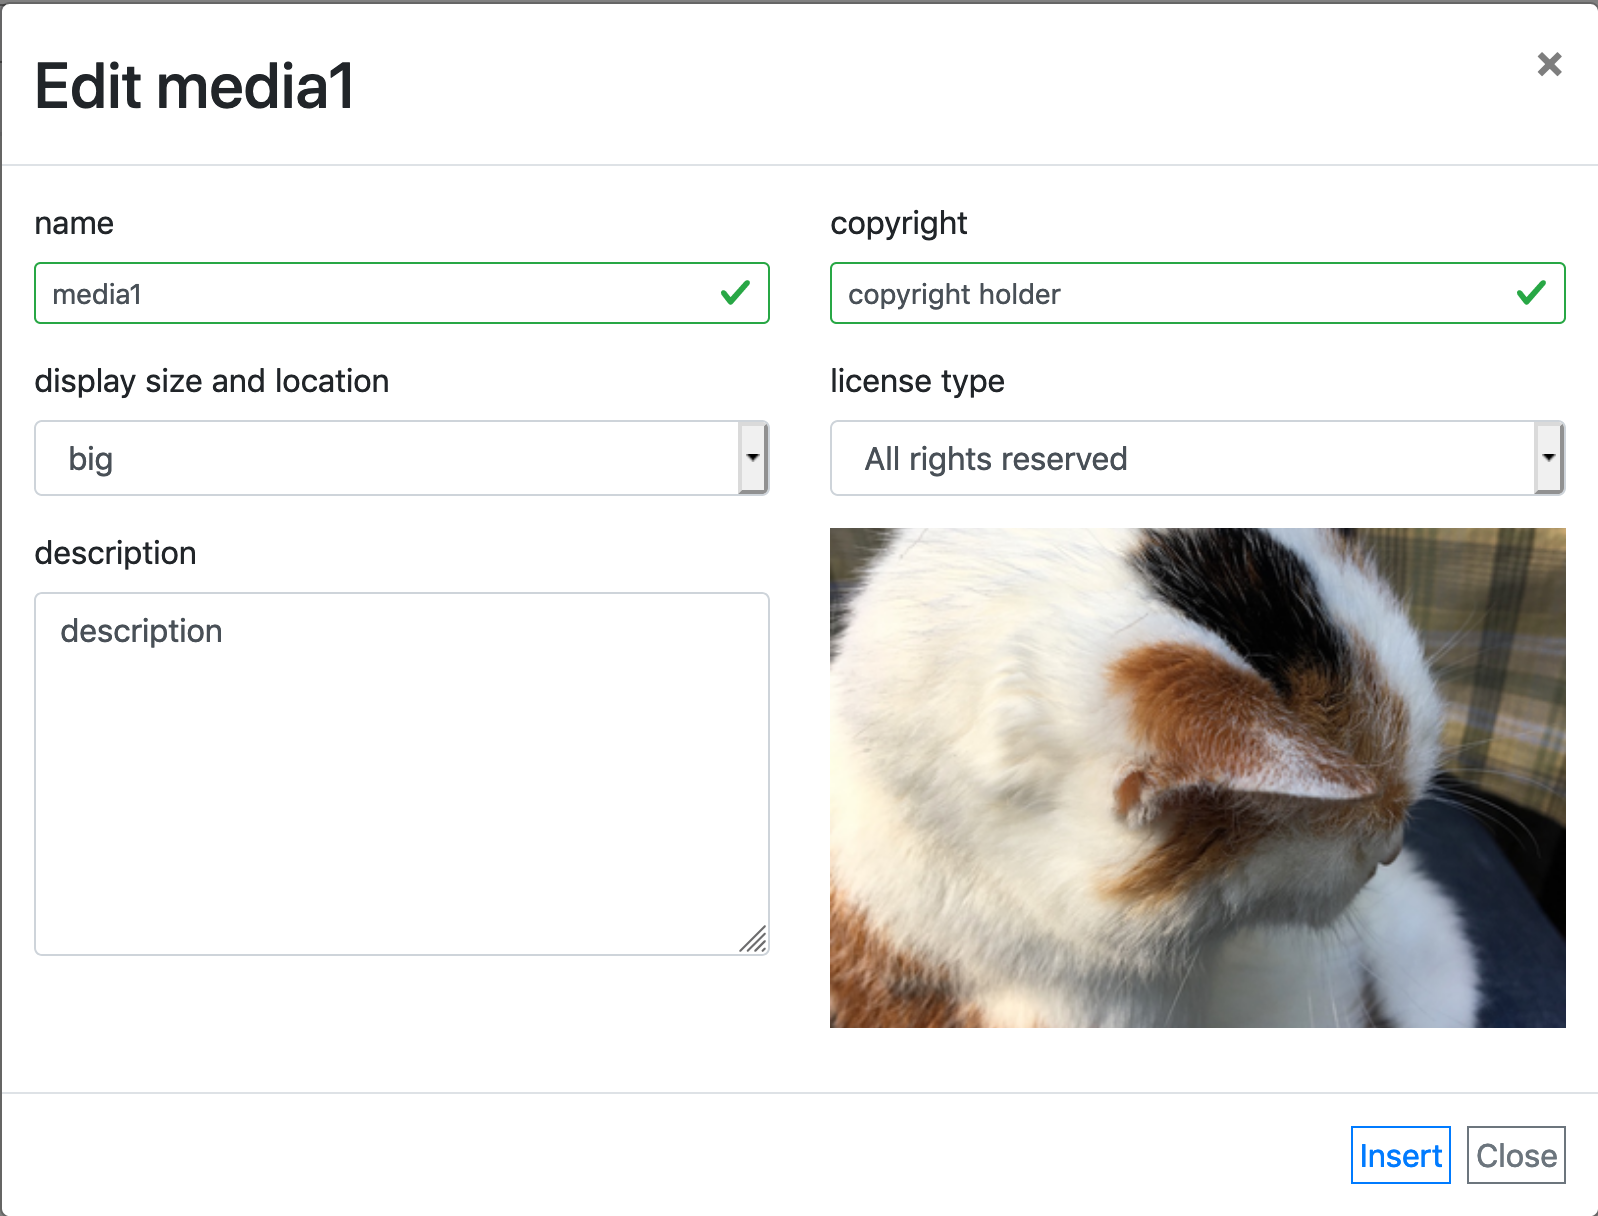 Edit media1
×
name
media1
copyright
copyright holder
display size and location
big
license type
All rights reserved
description
description
Insert
Close